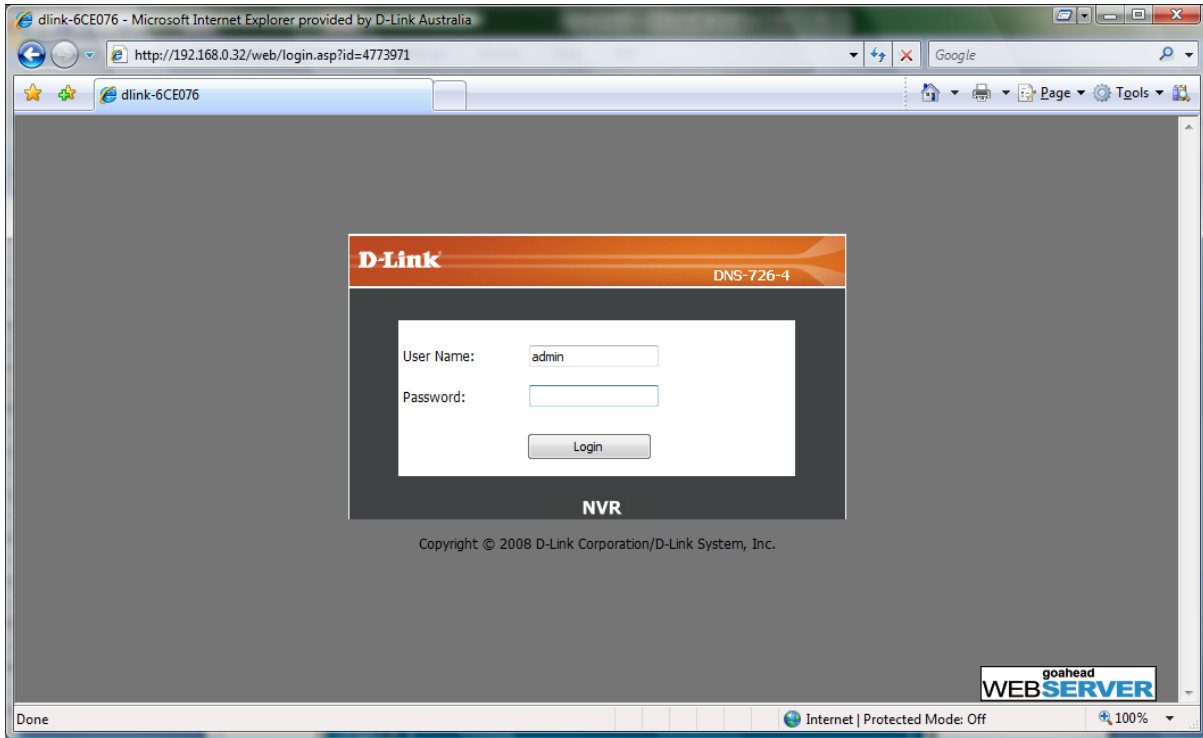 dlink-6CE076 - Microsoft Internet Explorer provided by D-Link Australia
http://192.168.0.32/web/login.asp?id=4773971
Google
dlink-6CE076
Page
Tools
D-Link
DNS-726-4
User Name: admin
Password:
Login
NVR
Copyright © 2008 D-Link Corporation/D-Link System, Inc.
goahead
WEBSERVER
Done
Internet | Protected Mode: Off
100%